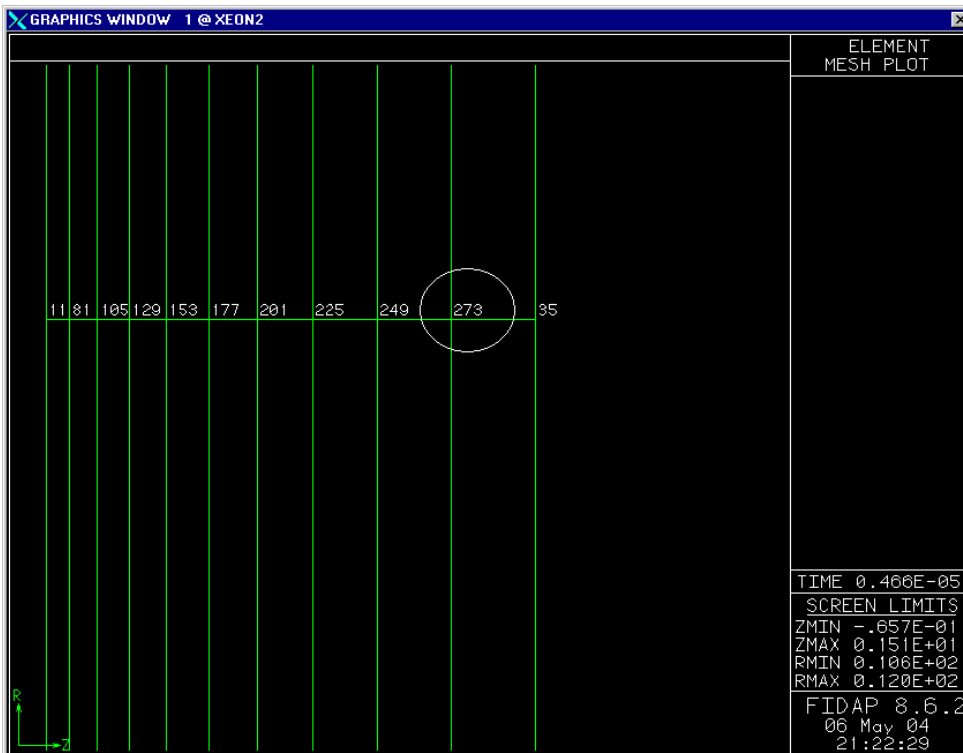 GRAPHICS WINDOW 1 @ XEON2
ELEMENT
MESH PLOT
11 81 105 129 153 177 201 225 249 273 35
TIME 0.466E-05
SCREEN LIMITS
ZMIN -.657E-01
ZMAX 0.151E+01
RMIN 0.106E+02
RMAX 0.120E+02
R
Z
FIDAP 8.6.2
06 May 04
21:22:29